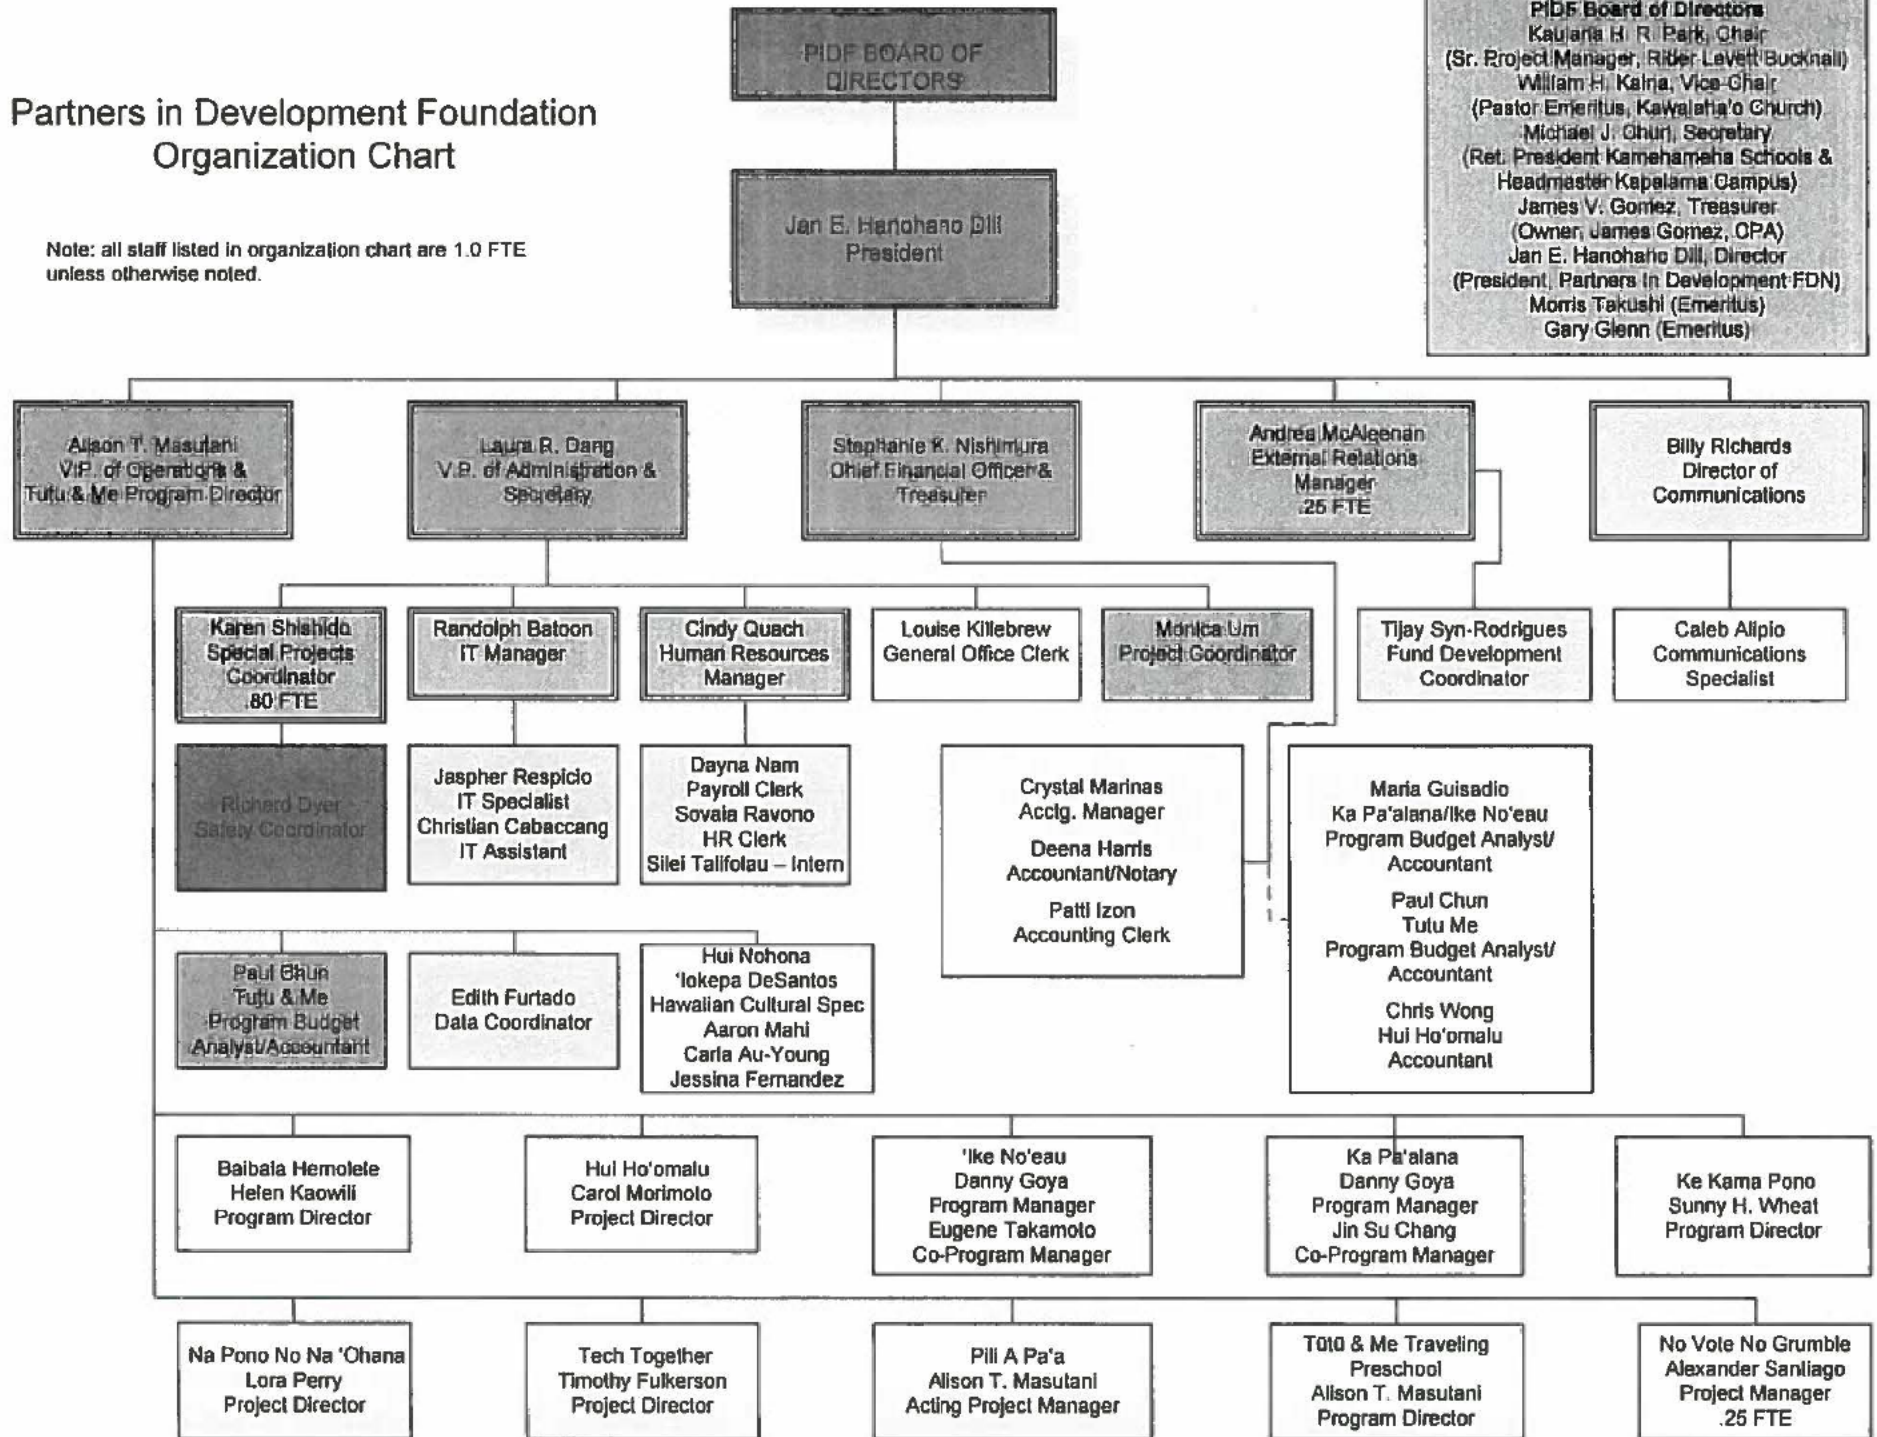 Partners in Development Foundation
Organization Chart
Note: all staff listed in organization chart are 1.0 FTE
unless otherwise noted.
PIDF BOARD OF
DIRECTORS
Jan E. Hanohano Dill
President
PIDF Board of Directors
Kaulana H. R. Park, Chair
(Sr. Project Manager, Rider Levett Bucknall)
William H. Kaina, Vice Chair
(Pastor Emeritus, Kawaiaha'o Church)
Michael J. Chun, Secretary
(Ret. President Kamehameha Schools &
Headmaster Kapalama Campus)
James V. Gomez, Treasurer
(Owner, James Gomez, CPA)
Jan E. Hanohano Dill, Director
(President, Partners in Development FDN)
Morris Takushi (Emeritus)
Gary Glenn (Emeritus)
Alison T. Masutani
V.P. of Operations &
Tutu & Me Program Director
Laura R. Dang
V.P. of Administration &
Secretary
Stephanie K. Nishimura
Chief Financial Officer &
Treasurer
Andrea McAleenan
External Relations
Manager
.25 FTE
Billy Richards
Director of
Communications
Karen Shishido
Special Projects
Coordinator
.80 FTE
Randolph Batoon
IT Manager
Cindy Quach
Human Resources
Manager
Louise Killebrew
General Office Clerk
Monica Um
Project Coordinator
Tijay Syn-Rodrigues
Fund Development
Coordinator
Caleb Alipio
Communications
Specialist
Richard Dyer
Safety Coordinator
Jaspher Respicio
IT Specialist
Christian Cabaccang
IT Assistant
Dayna Nam
Payroll Clerk
Sovaia Ravono
HR Clerk
Silei Talifolau – Intern
Crystal Marinas
Acctg. Manager
Deena Harris
Accountant/Notary
Patti Izon
Accounting Clerk
Maria Guisadio
Ka Pa'alana/Ike No'eau
Program Budget Analyst/
Accountant
Paul Chun
Tutu Me
Program Budget Analyst/
Accountant
Chris Wong
Hui Ho'omalu
Accountant
Paul Chun
Tutu & Me
Program Budget
Analyst/Accountant
Edith Furtado
Data Coordinator
Hui Nohona
'Iokepa DeSantos
Hawaiian Cultural Spec
Aaron Mahi
Carla Au-Young
Jessina Fernandez
Baibala Hemolete
Helen Kaowili
Program Director
Hui Ho'omalu
Carol Morimoto
Project Director
'Ike No'eau
Danny Goya
Program Manager
Eugene Takamoto
Co-Program Manager
Ka Pa'alana
Danny Goya
Program Manager
Jin Su Chang
Co-Program Manager
Ke Kama Pono
Sunny H. Wheat
Program Director
Na Pono No Na 'Ohana
Lora Perry
Project Director
Tech Together
Timothy Fulkerson
Project Director
Pili A Pa'a
Alison T. Masutani
Acting Project Manager
Tūtū & Me Traveling
Preschool
Alison T. Masutani
Program Director
No Vote No Grumble
Alexander Santiago
Project Manager
.25 FTE